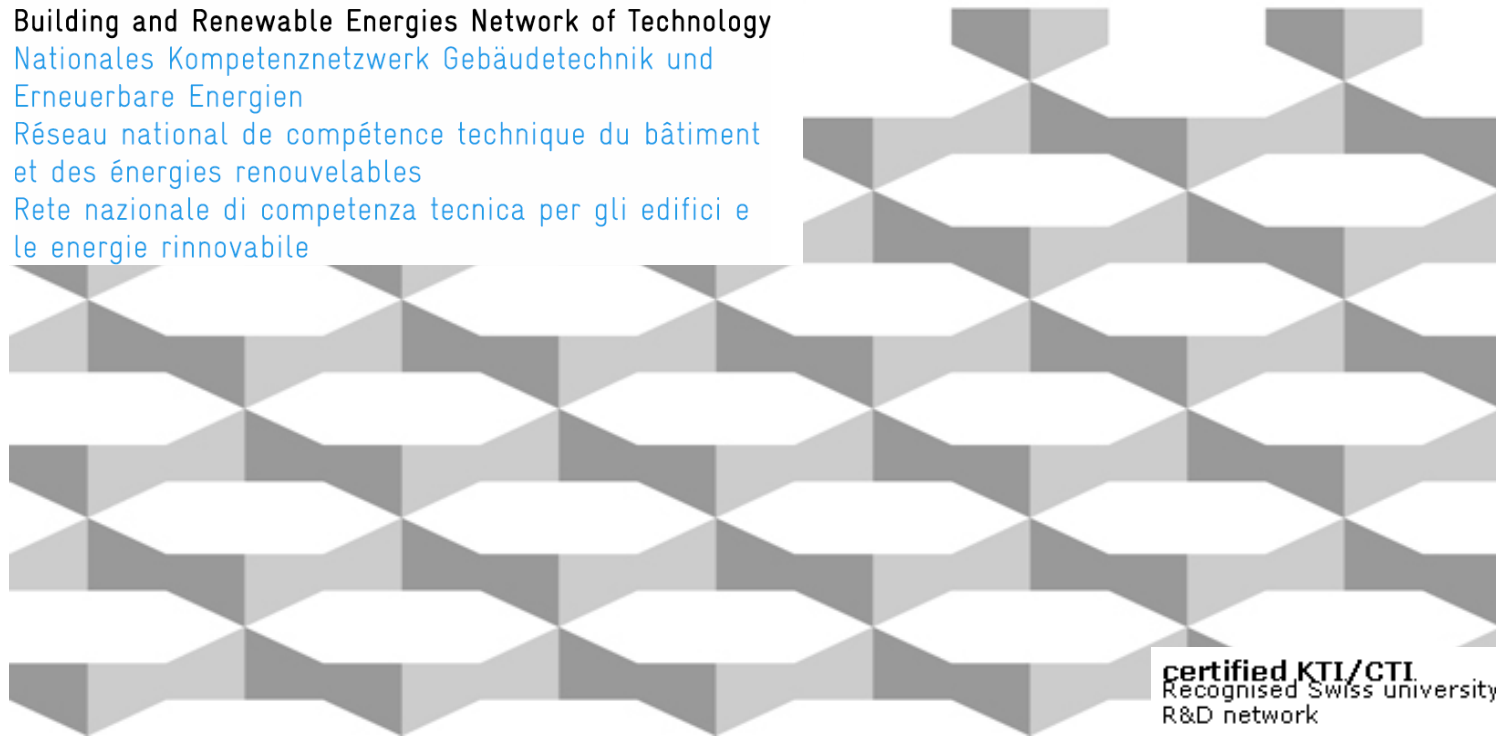 Building and Renewable Energies Network of Technology
Nationales Kompetenznetzwerk Gebäudetechnik und
Erneuerbare Energien
Réseau national de compétence technique du bâtiment
et des énergies renouvelables
Rete nazionale di competenza tecnica per gli edifici e
le energie rinnovabile
certified KTI/CTI
Recognised Swiss university
R&D network